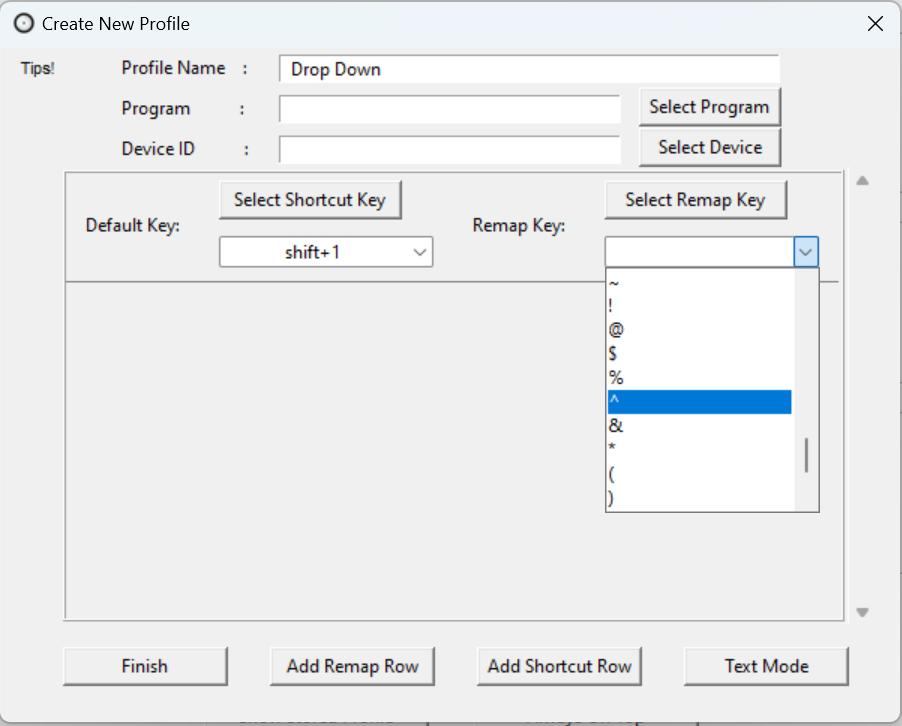 Create New Profile
Tips!
Profile Name :
Drop Down
Program :
Select Program
Device ID :
Select Device
Select Shortcut Key
Select Remap Key
Default Key:
Remap Key:
shift+1
~
!
@
$
%
^
&
*
(
)
Finish
Add Remap Row
Add Shortcut Row
Text Mode